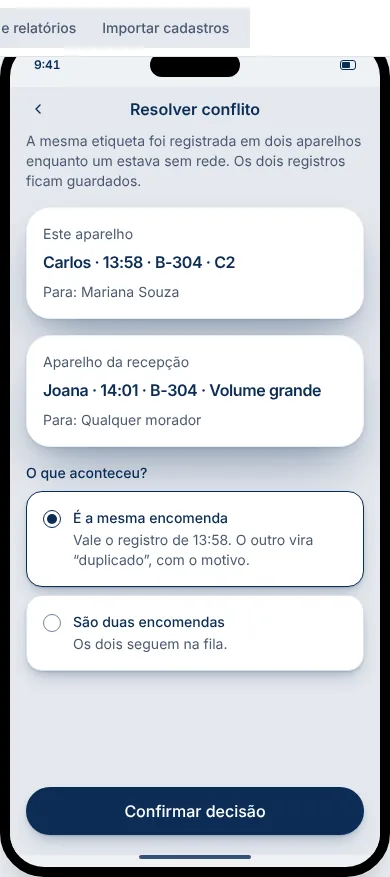 e relatórios Importar cadastros
9:41
Resolver conflito
A mesma etiqueta foi registrada em dois aparelhos
enquanto um estava sem rede. Os dois registros
ficam guardados.
Este aparelho
Carlos · 13:58 · B-304 · C2
Para: Mariana Souza
Aparelho da recepção
Joana · 14:01 · B-304 · Volume grande
Para: Qualquer morador
O que aconteceu?
É a mesma encomenda
Vale o registro de 13:58. O outro vira
“duplicado”, com o motivo.
São duas encomendas
Os dois seguem na fila.
Confirmar decisão